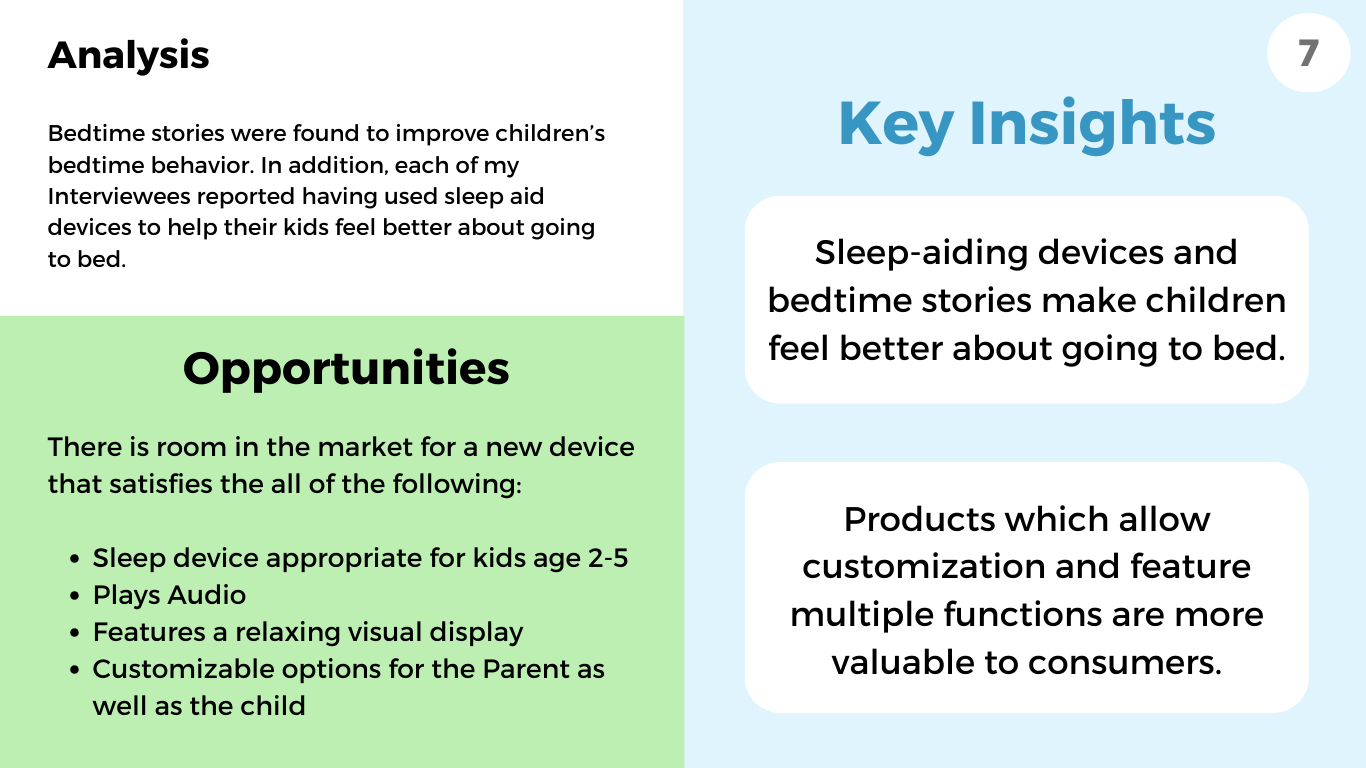 Analysis
Bedtime stories were found to improve children’s
bedtime behavior. In addition, each of my
Interviewees reported having used sleep aid
devices to help their kids feel better about going
to bed.
Opportunities
There is room in the market for a new device
that satisfies the all of the following:
• Sleep device appropriate for kids age 2-5
• Plays Audio
• Features a relaxing visual display
• Customizable options for the Parent as
well as the child
7
Key Insights
Sleep-aiding devices and
bedtime stories make children
feel better about going to bed.
Products which allow
customization and feature
multiple functions are more
valuable to consumers.